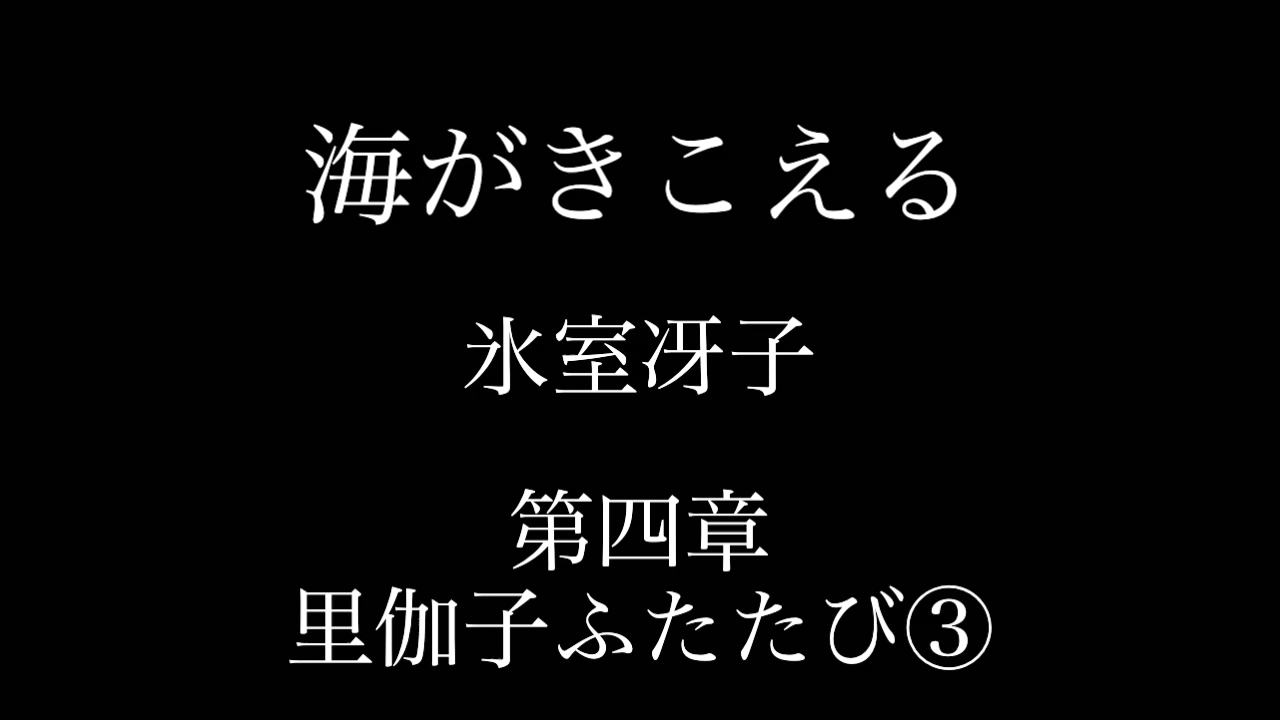 海がきこえる
氷室冴子
第四章
里伽子ふたたび③